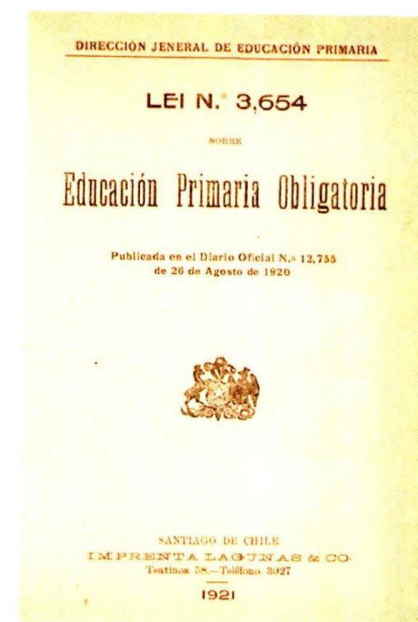 DIRECCIÓN JENERAL DE EDUCACIÓN PRIMARIA
LEI N.º 3,654
SOBRE
Educación Primaria Obligatoria
Publicada en el Diario Oficial N.º 12,755
de 26 de Agosto de 1920
SANTIAGO DE CHILE
IMPRENTA LAGUNAS & CO.
Teatinos 58.—Teléfono 3027
1921